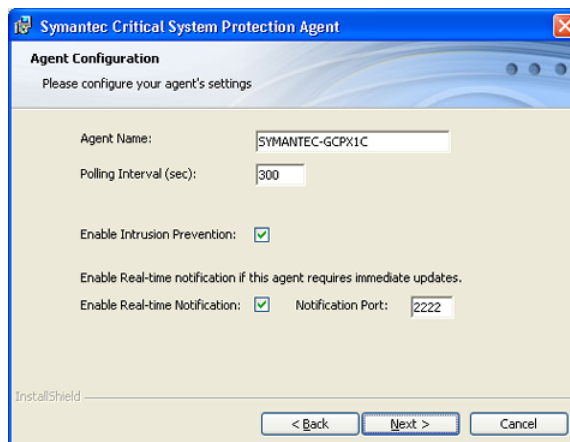 Symantec Critical System Protection Agent
Agent Configuration
Please configure your agent's settings
Agent Name: SYMANTEC-GCPX1C
Polling Interval (sec): 300
Enable Intrusion Prevention:
Enable Real-time notification if this agent requires immediate updates.
Enable Real-time Notification: Notification Port: 2222
InstallShield
< Back Next > Cancel